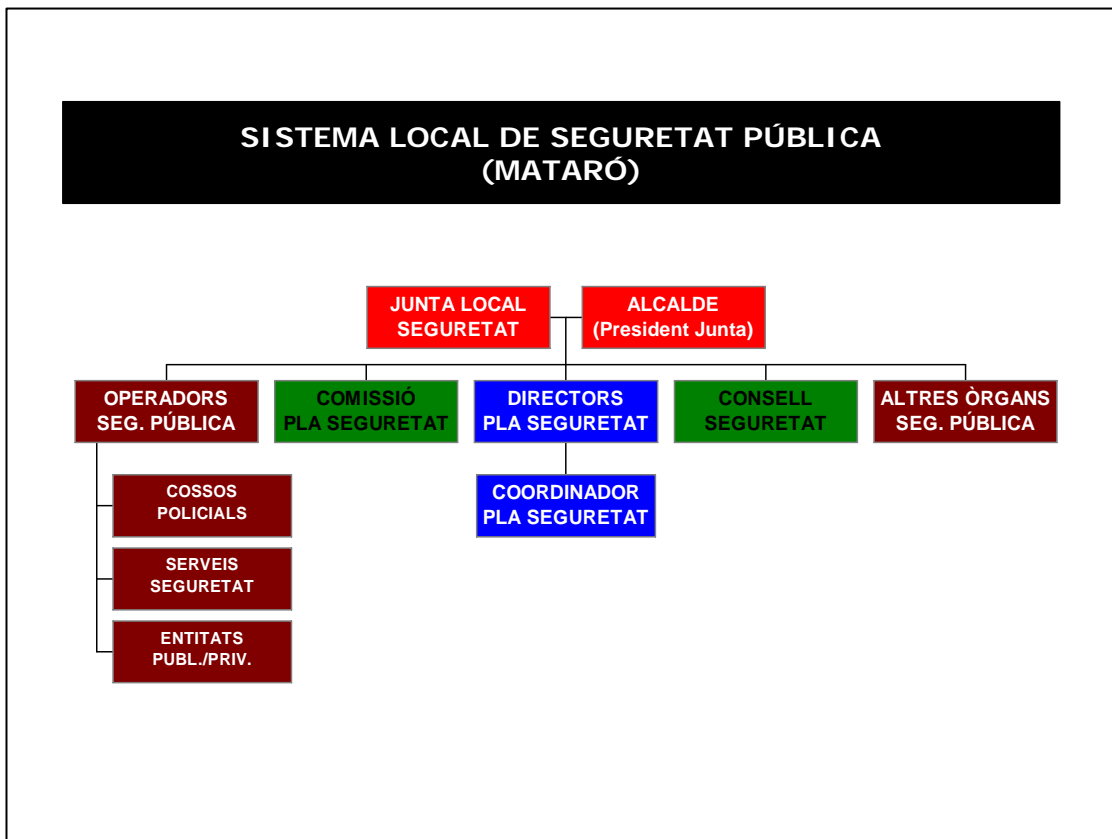 SISTEMA LOCAL DE SEGURETAT PÚBLICA
(MATARÓ)
JUNTA LOCAL
SEGURETAT
ALCALDE
(President Junta)
OPERADORS
SEG. PÚBLICA
COMISSIÓ
PLA SEGURETAT
DIRECTORS
PLA SEGURETAT
CONSELL
SEGURETAT
ALTRES ÒRGANS
SEG. PÚBLICA
COSSOS
POLICIALS
COORDINADOR
PLA SEGURETAT
SERVEIS
SEGURETAT
ENTITATS
PUBL./PRIV.